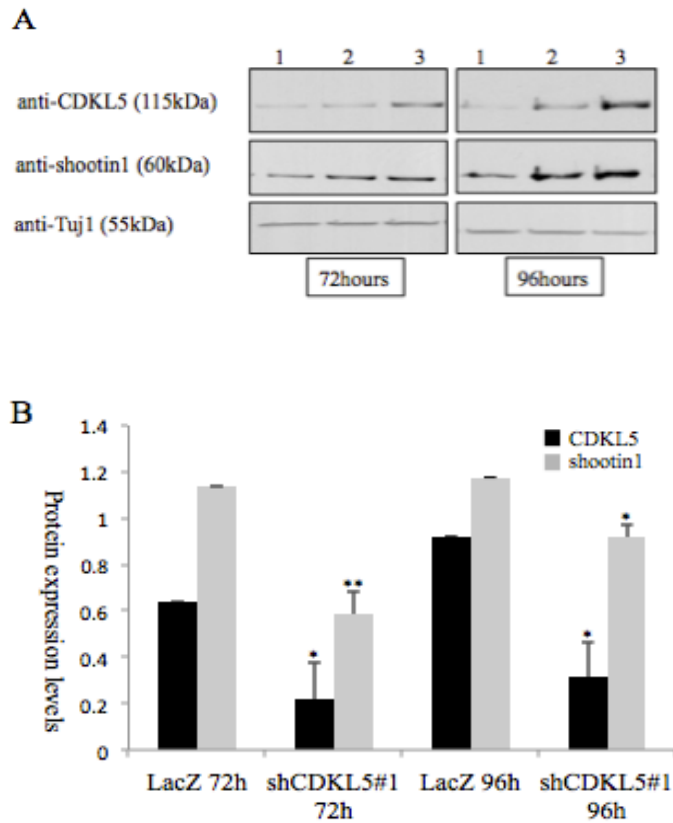 A
1 2 3 1 2 3
anti-CDKL5 (115kDa)
anti-shootin1 (60kDa)
anti-Tuj1 (55kDa)
72hours 96hours
B
1.4
1.2
1
0.8
0.6
0.4
0.2
0
Protein expression levels
CDKL5
shootin1
* ** * *
LacZ 72h shCDKL5#1 LacZ 96h shCDKL5#1
72h 96h